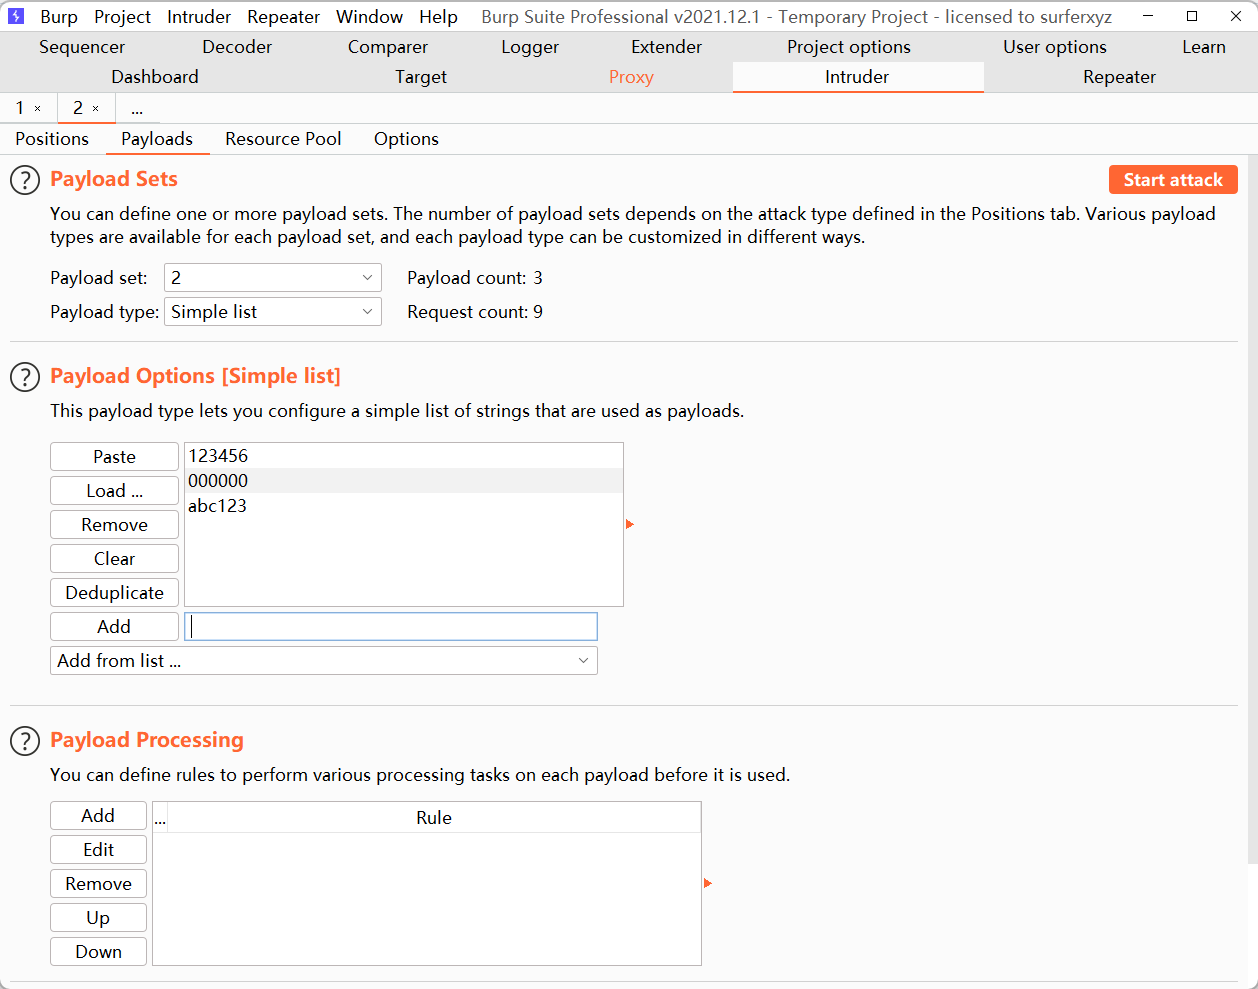 Burp Project Intruder Repeater Window Help Burp Suite Professional v2021.12.1 - Temporary Project - licensed to surferxyz
Sequencer Decoder Comparer Logger Extender Project options User options Learn
Dashboard Target Proxy Intruder Repeater
1 × 2 × ...
Positions Payloads Resource Pool Options
? Payload Sets Start attack
You can define one or more payload sets. The number of payload sets depends on the attack type defined in the Positions tab. Various payload
types are available for each payload set, and each payload type can be customized in different ways.
Payload set: 2 Payload count: 3
Payload type: Simple list Request count: 9
? Payload Options [Simple list]
This payload type lets you configure a simple list of strings that are used as payloads.
Paste 123456
Load ... 000000
Remove abc123
Clear
Deduplicate
Add
Add from list ...
? Payload Processing
You can define rules to perform various processing tasks on each payload before it is used.
Add ... Rule
Edit
Remove
Up
Down